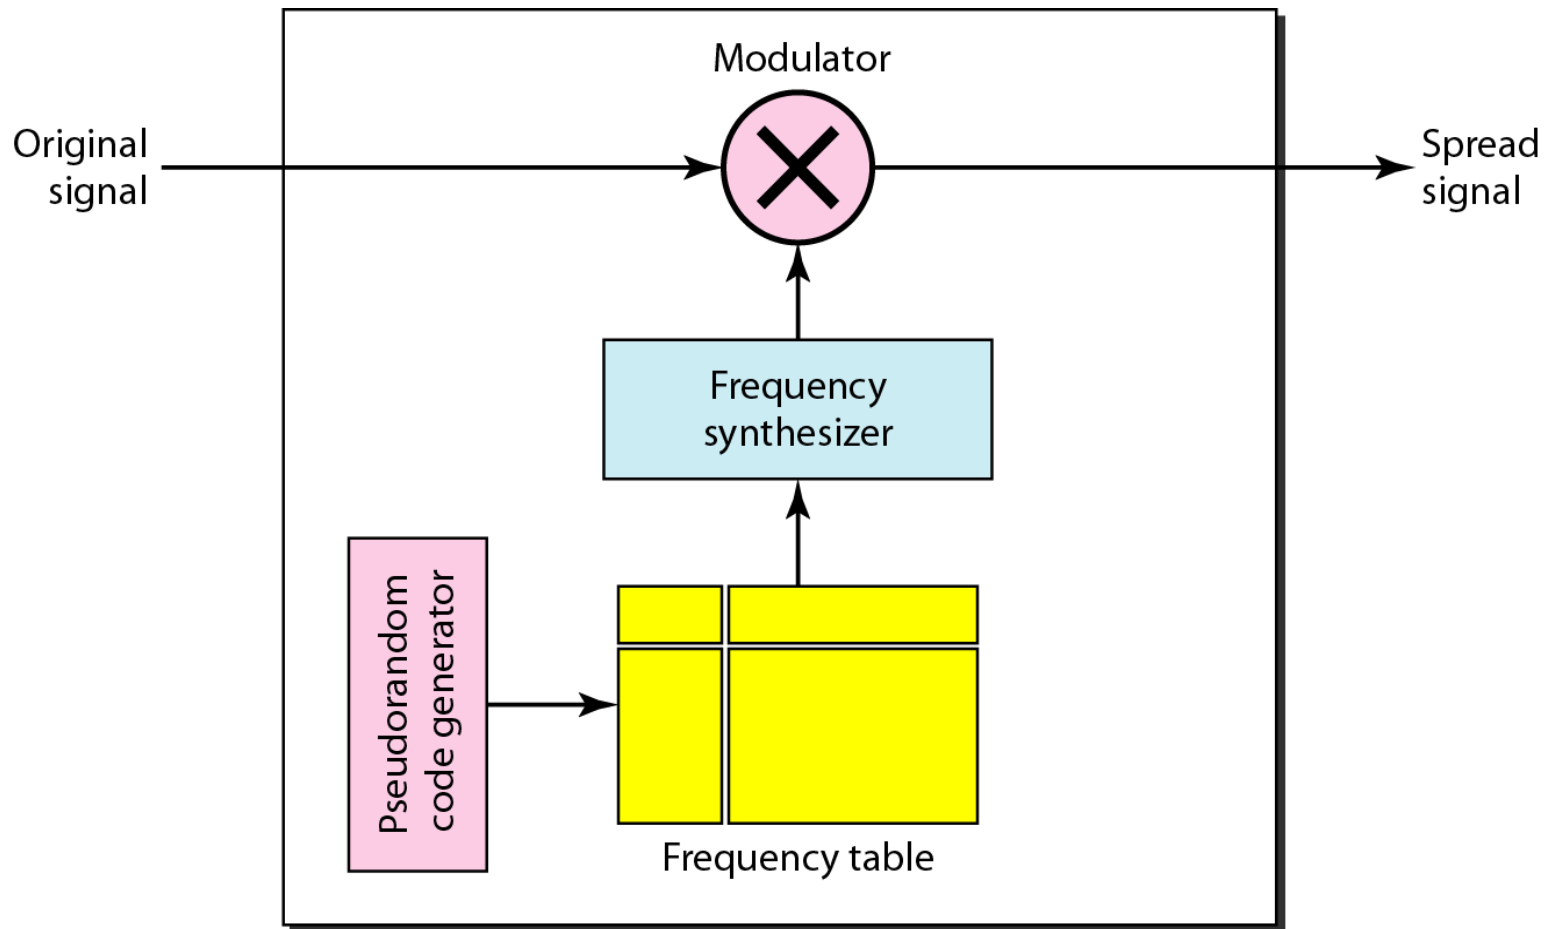 Modulator
Original
signal
Spread
signal
Frequency
synthesizer
Pseudorandom
code generator
Frequency table